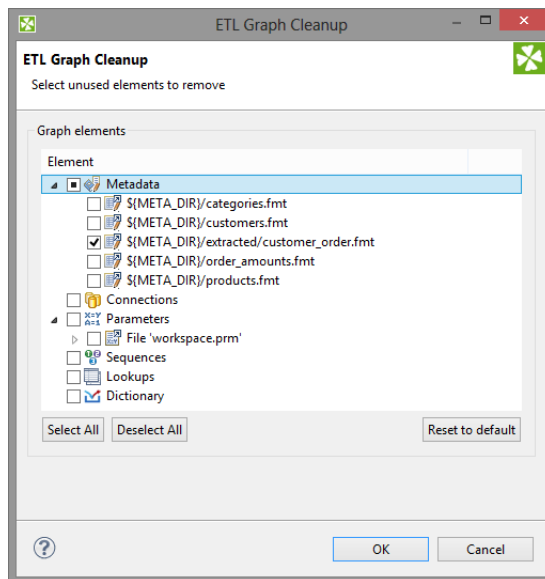 ETL Graph Cleanup
ETL Graph Cleanup
Select unused elements to remove
Graph elements
Element
Metadata
${META_DIR}/categories.fmt
${META_DIR}/customers.fmt
${META_DIR}/extracted/customer_order.fmt
${META_DIR}/order_amounts.fmt
${META_DIR}/products.fmt
Connections
X=Y
A=1 Parameters
File 'workspace.prm'
Sequences
Lookups
Dictionary
Select All Deselect All Reset to default
? OK Cancel